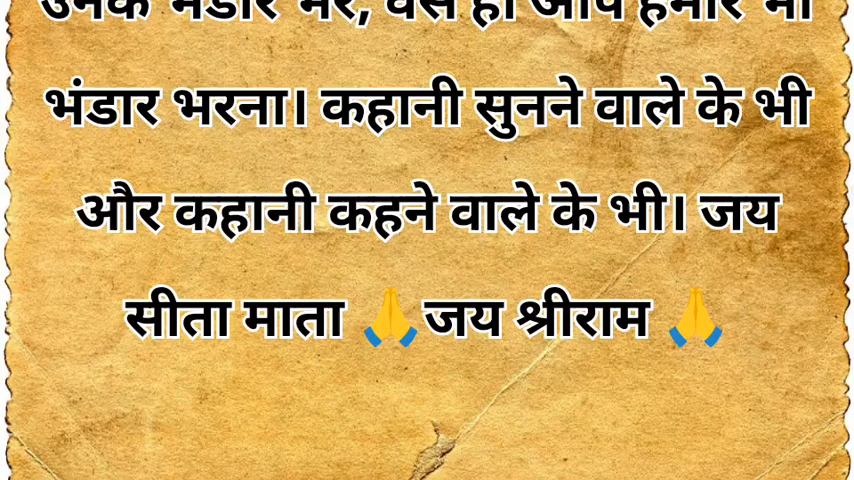 भंडार भरना। कहानी सुनने वाले के भी
और कहानी कहने वाले के भी। जय
सीता माता 🙏 जय श्रीराम 🙏